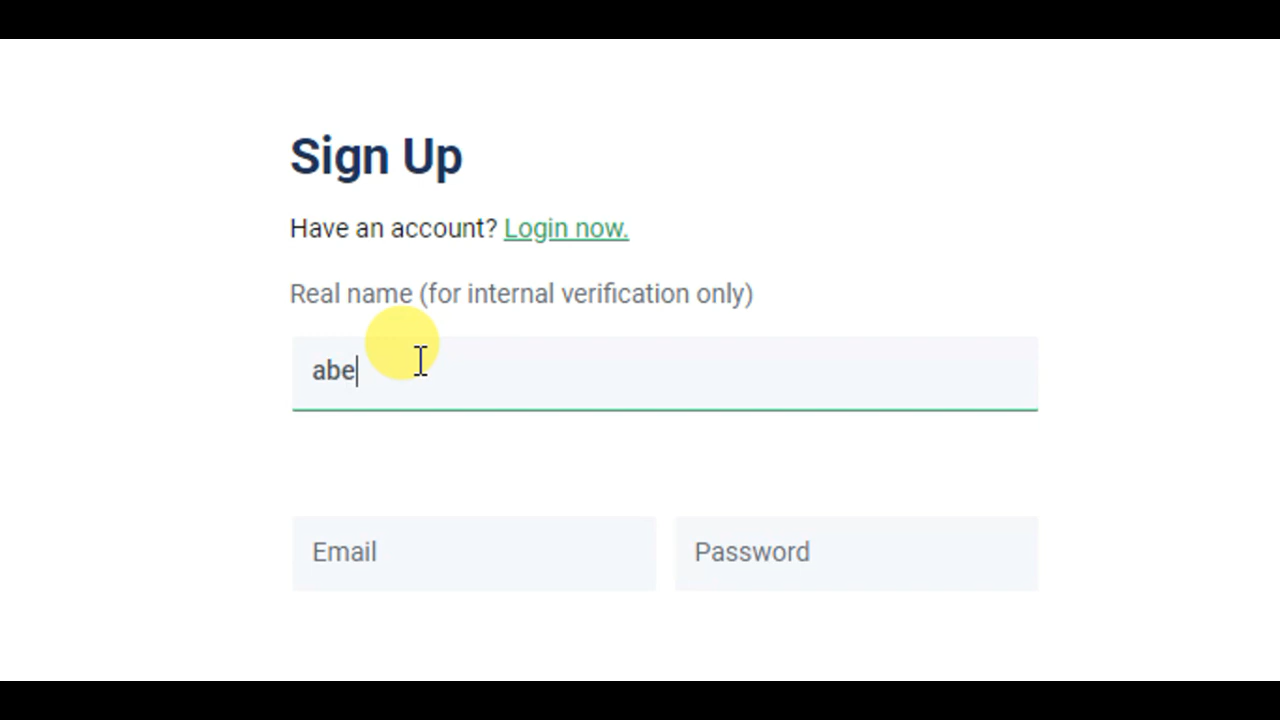 Sign Up
Have an account? Login now.
Real name (for internal verification only)
abe
Email Password